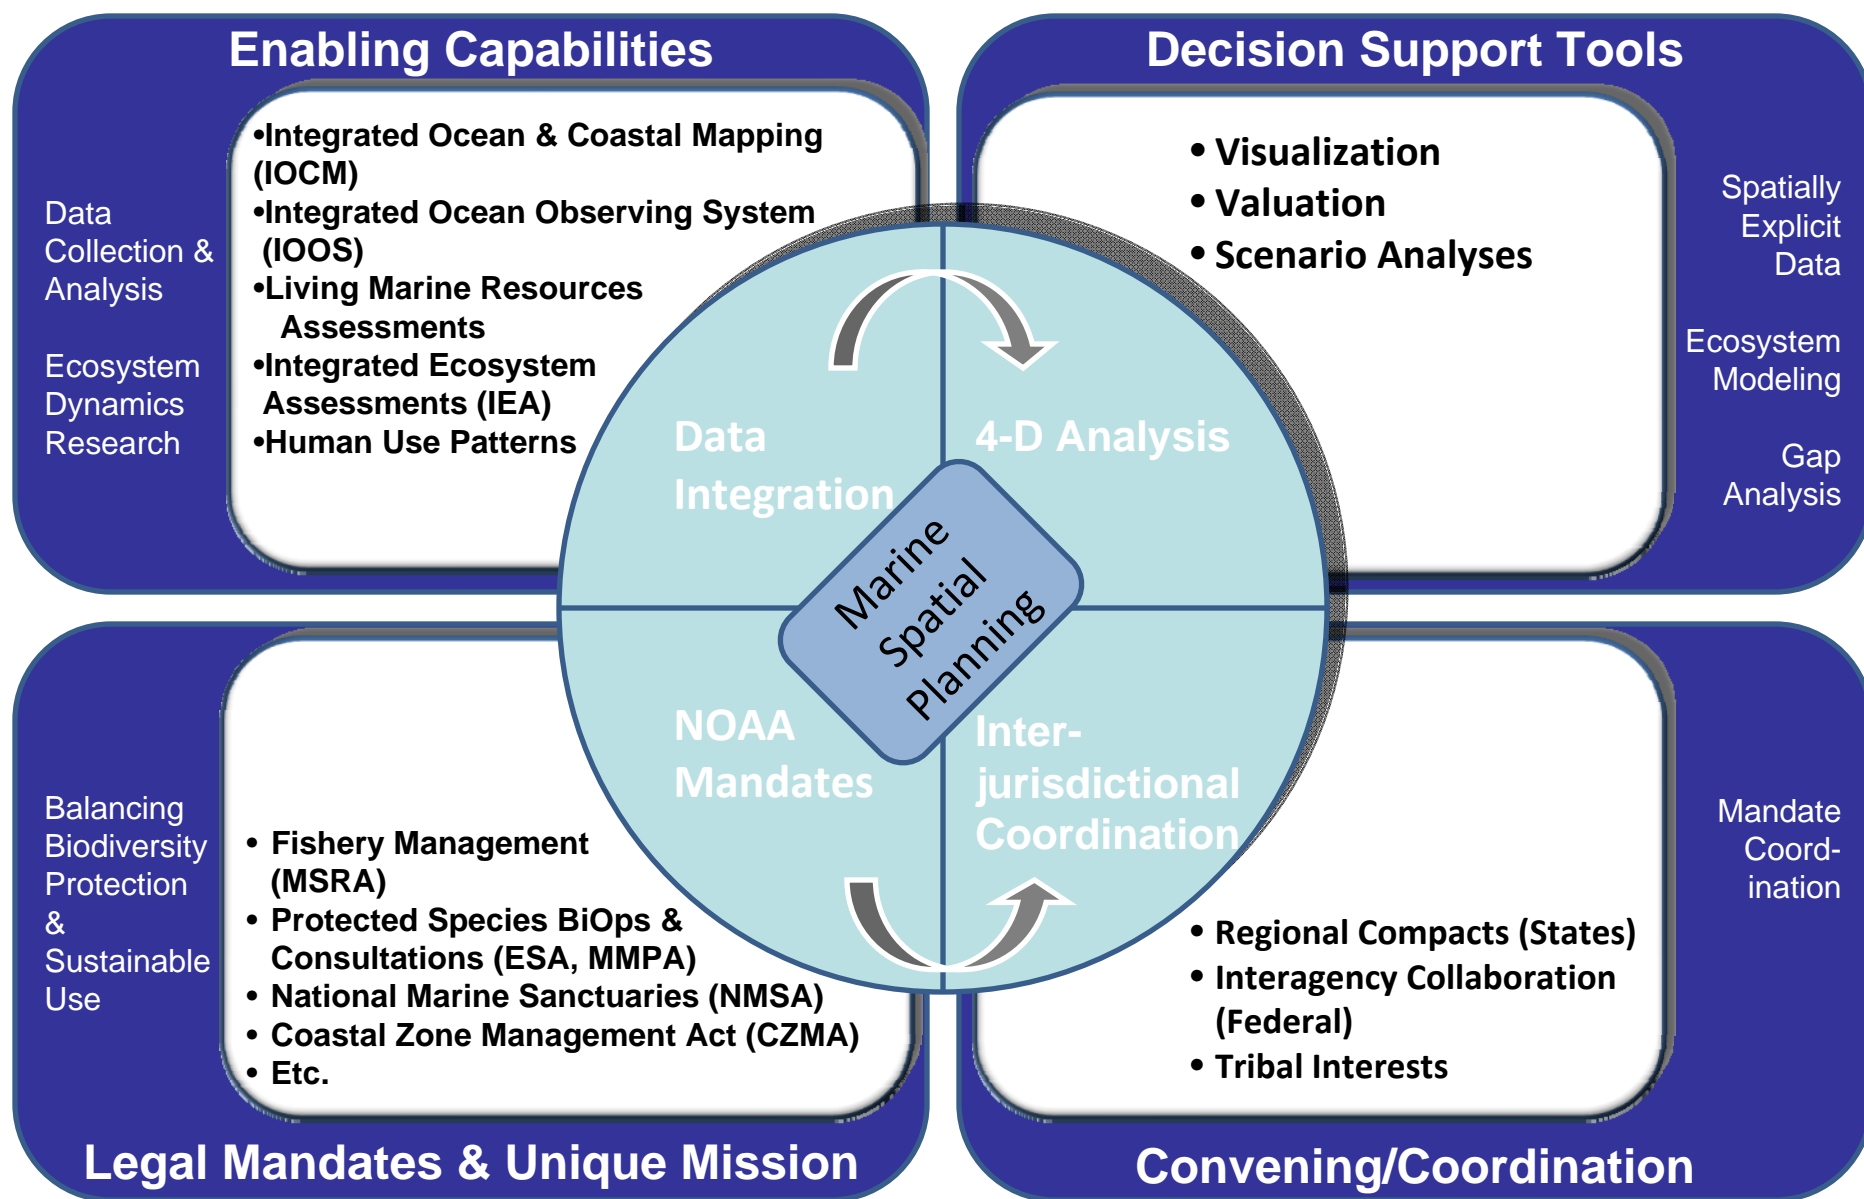 Enabling Capabilities
Data
Collection &
Analysis
Ecosystem
Dynamics
Research
•Integrated Ocean & Coastal Mapping
(IOCM)
•Integrated Ocean Observing System
(IOOS)
•Living Marine Resources
Assessments
•Integrated Ecosystem
Assessments (IEA)
•Human Use Patterns
Decision Support Tools
• Visualization
• Valuation
• Scenario Analyses
Spatially
Explicit
Data
Ecosystem
Modeling
Gap
Analysis
Data
Integration
4-D Analysis
Marine
Spatial
Planning
NOAA
Mandates
Inter-
jurisdictional
Coordination
Balancing
Biodiversity
Protection
&
Sustainable
Use
• Fishery Management
(MSRA)
• Protected Species BiOps &
Consultations (ESA, MMPA)
• National Marine Sanctuaries (NMSA)
• Coastal Zone Management Act (CZMA)
• Etc.
Legal Mandates & Unique Mission
• Regional Compacts (States)
• Interagency Collaboration
(Federal)
• Tribal Interests
Mandate
Coord-
ination
Convening/Coordination